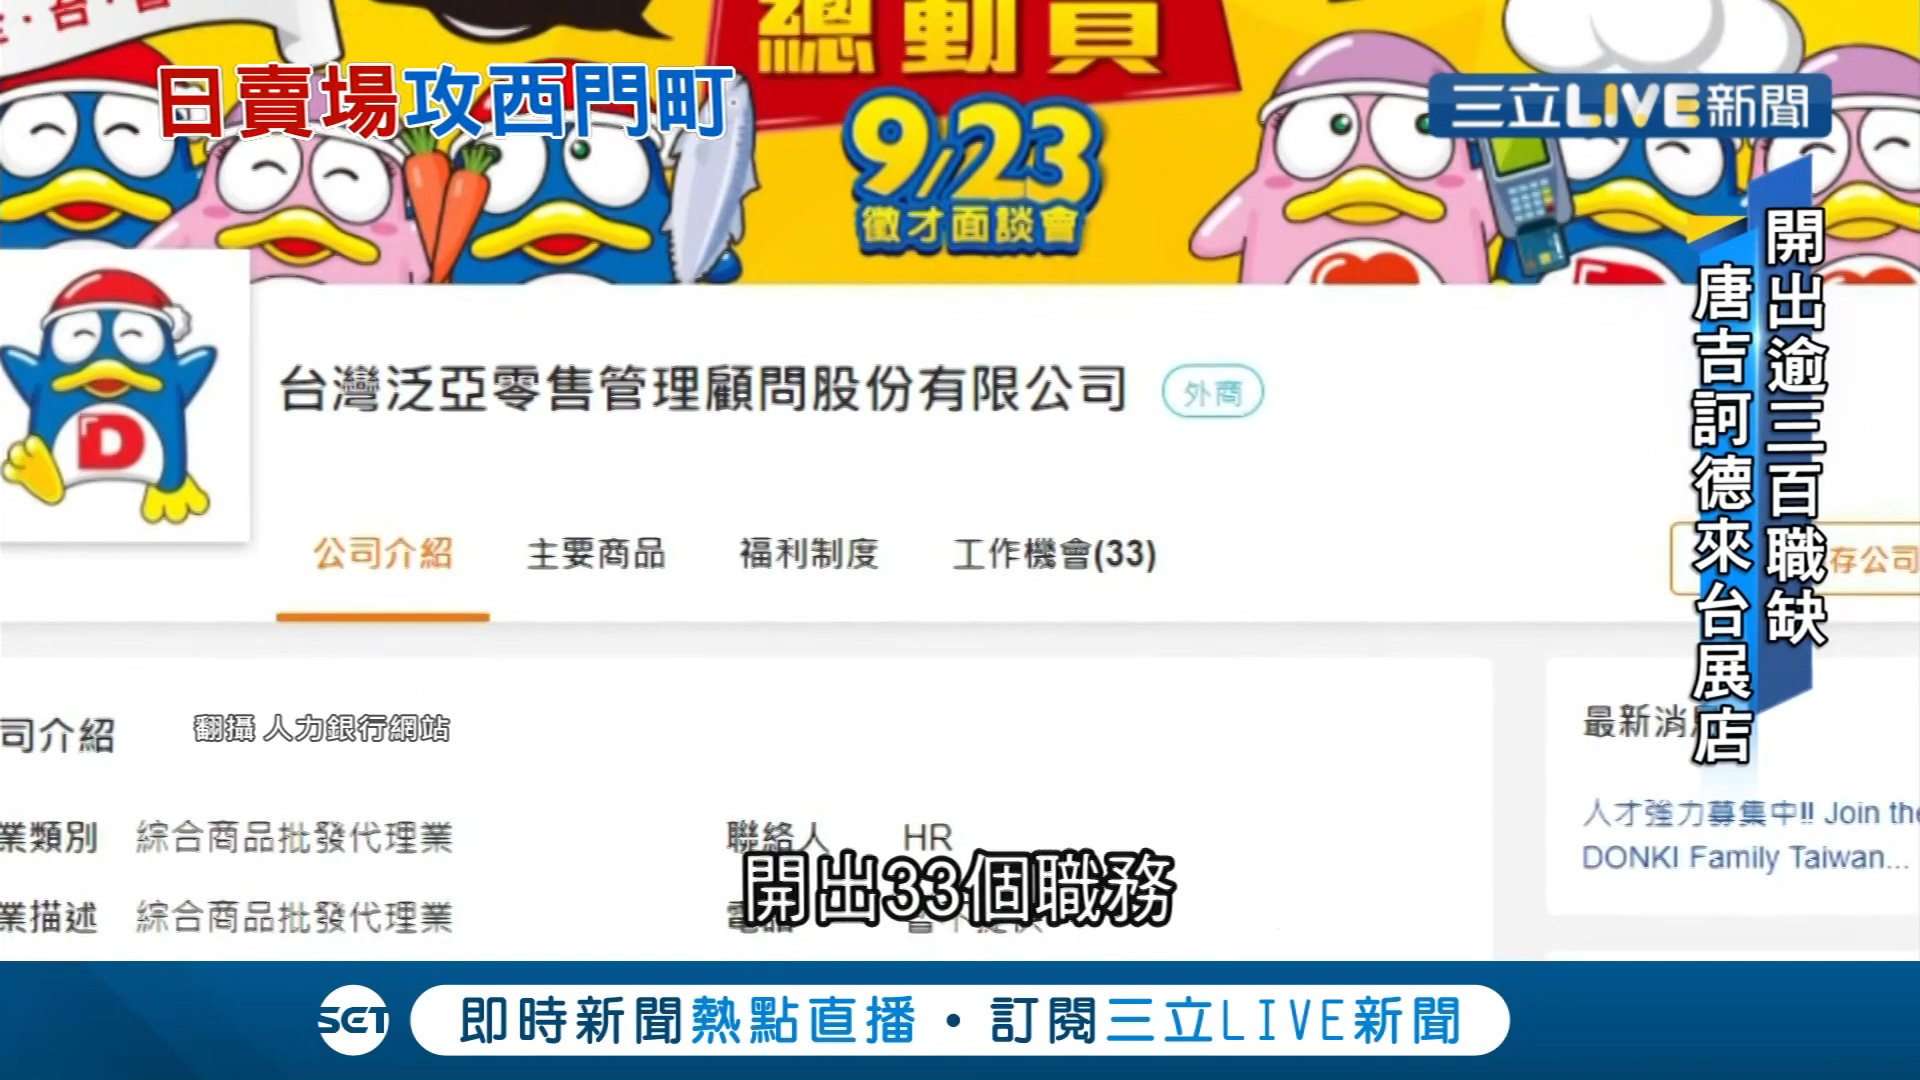 總動員
日賣場攻西門町
三立LIVE新聞
9/23
徵才面談會
開出逾三百職缺
唐吉訶德來台展店
D
台灣泛亞零售管理顧問股份有限公司 外商
公司介紹 主要商品 福利制度 工作機會(33)
存公司
司介紹
翻攝 人力銀行網站
最新消
業類別 綜合商品批發代理業 聯絡人 HR
人才強力募集中!! Join the
DONKI Family Taiwan...
業描述 綜合商品批發代理業
開出33個職務
SET 即時新聞熱點直播・訂閱三立LIVE新聞